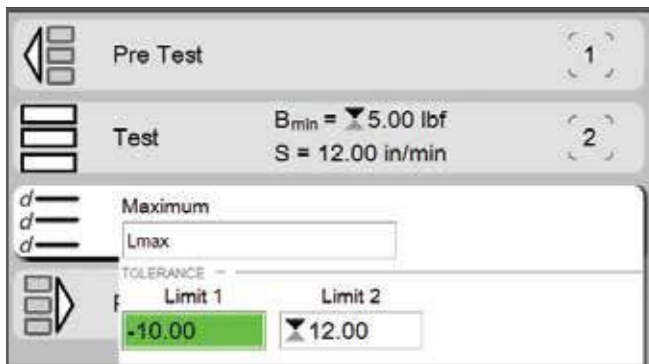 Pre Test
1
Test
Bmin = 5.00 lbf
S = 12.00 in/min
2
d
d
d
Maximum
Lmax
TOLERANCE
Limit 1 Limit 2
-10.00 12.00